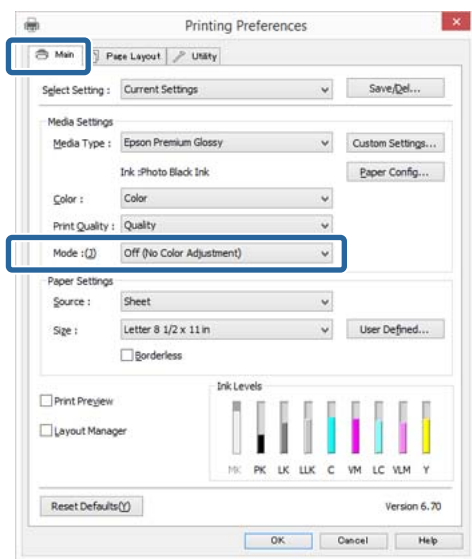 Printing Preferences
Main Page Layout Utility
Select Setting : Current Settings Save/Del...
Media Settings
Media Type : Epson Premium Glossy Custom Settings...
Ink :Photo Black Ink Paper Config...
Color : Color
Print Quality : Quality
Mode :(J) Off (No Color Adjustment)
Paper Settings
Source : Sheet
Size : Letter 8 1/2 x 11 in User Defined...
Borderless
Ink Levels
Print Preview
Layout Manager
MK PK LK LLK C VM LC VLM Y
Reset Defaults(Y) Version 6.70
OK Cancel Help